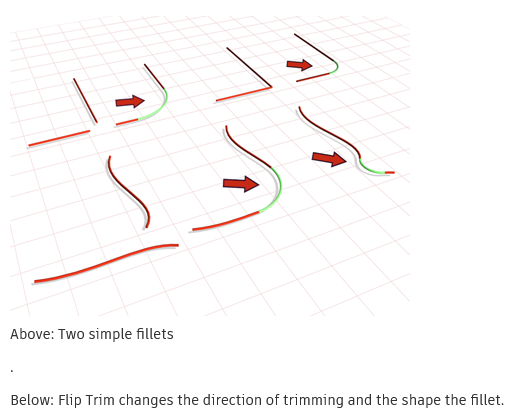 Above: Two simple fillets
.
Below: Flip Trim changes the direction of trimming and the shape the fillet.